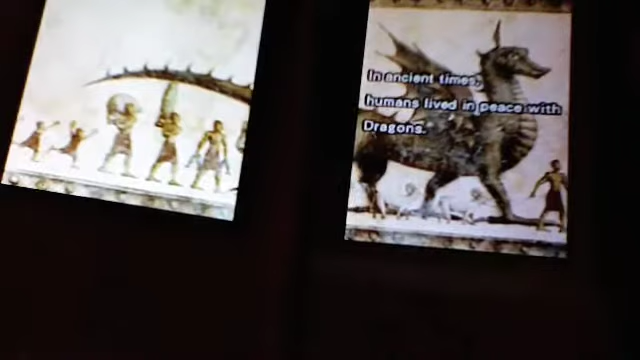 In ancient times,
humans lived in peace with
Dragons.